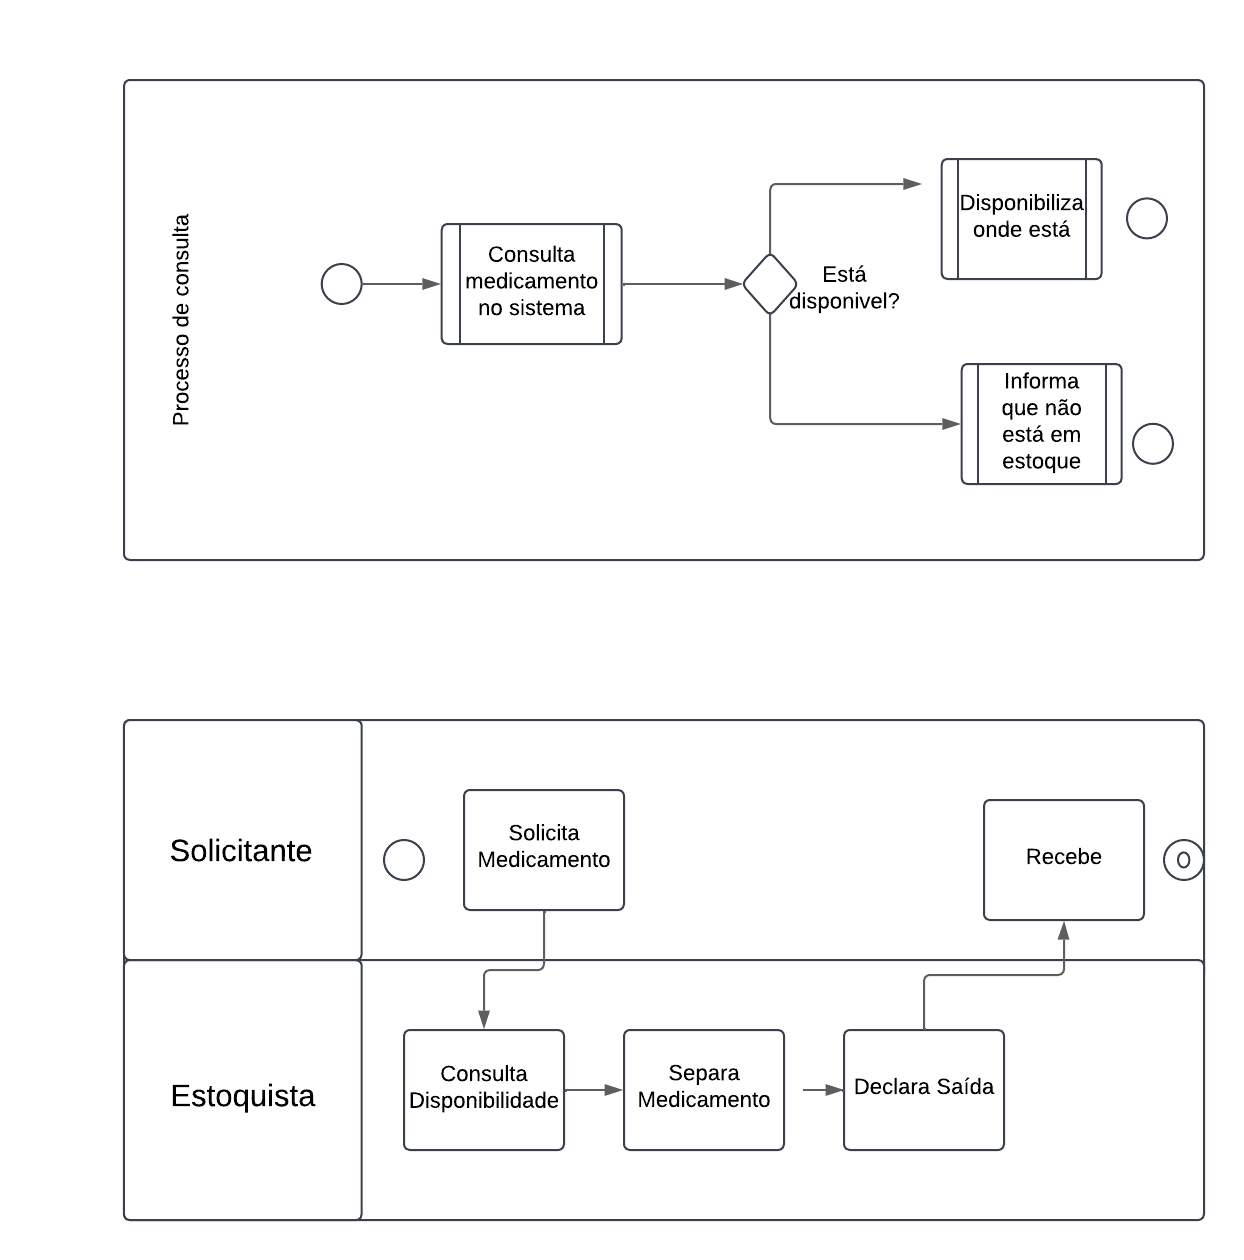 Processo de consulta
Consulta
medicamento
no sistema
Está
disponivel?
Disponibiliza
onde está
Informa
que não
está em
estoque
Solicitante
Solicita
Medicamento
Recebe
Estoquista
Consulta
Disponibilidade
Separa
Medicamento
Declara Saída